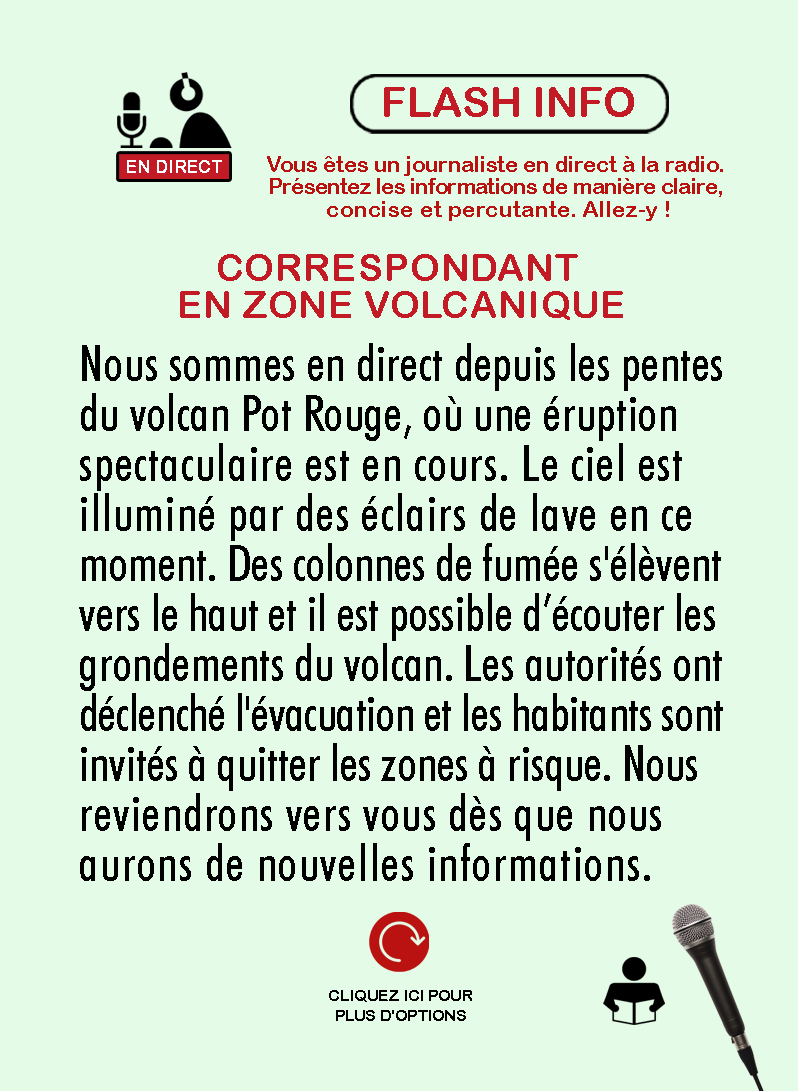 FLASH INFO
EN DIRECT
Vous êtes un journaliste en direct à la radio.
Présentez les informations de manière claire,
concise et percutante. Allez-y !
CORRESPONDANT
EN ZONE VOLCANIQUE
Nous sommes en direct depuis les pentes
du volcan Pot Rouge, où une éruption
spectaculaire est en cours. Le ciel est
illuminé par des éclairs de lave en ce
moment. Des colonnes de fumée s'élèvent
vers le haut et il est possible d’écouter les
grondements du volcan. Les autorités ont
déclenché l'évacuation et les habitants sont
invités à quitter les zones à risque. Nous
reviendrons vers vous dès que nous
aurons de nouvelles informations.
CLIQUEZ ICI POUR
PLUS D'OPTIONS